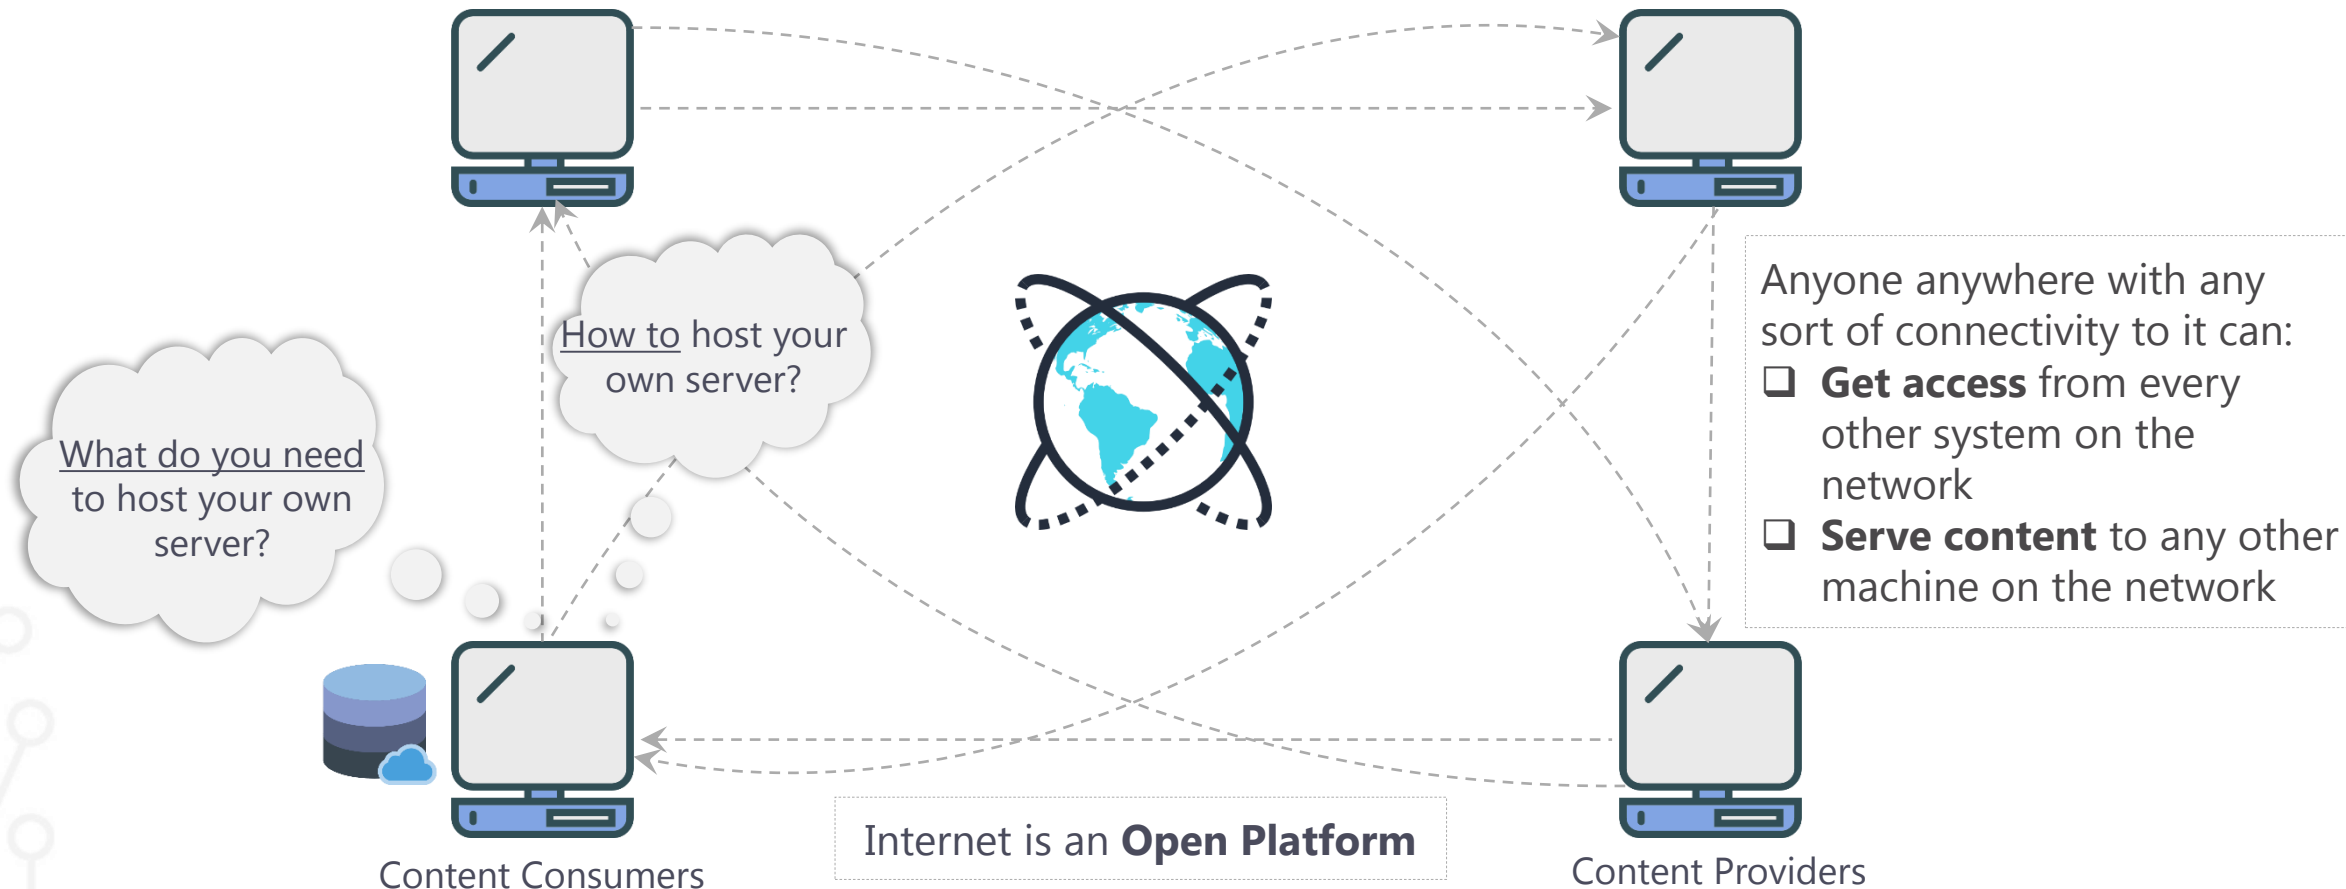 How to host your
own server?
What do you need
to host your own
server?
Anyone anywhere with any
sort of connectivity to it can:
❑ Get access from every
other system on the
network
❑ Serve content to any other
machine on the network
Internet is an Open Platform
Content Consumers
Content Providers